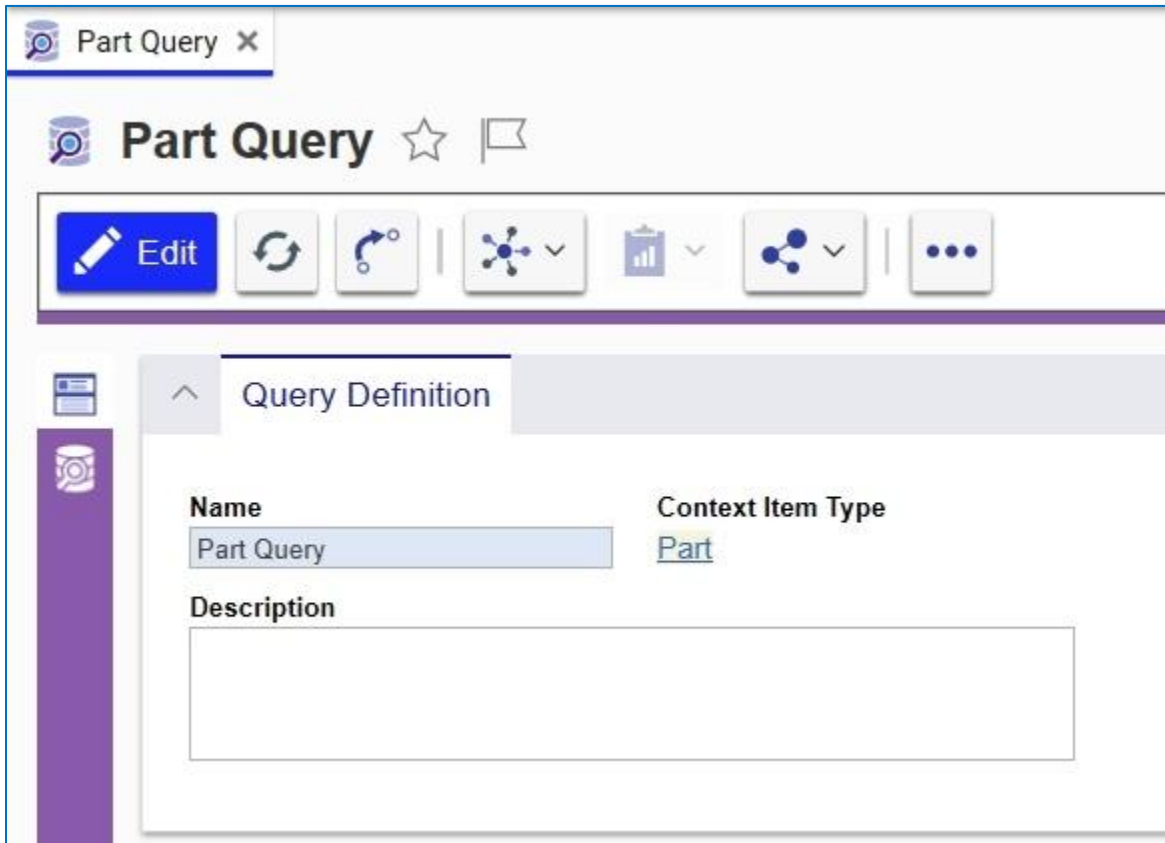 Part Query
Part Query
Edit
Query Definition
Name
Context Item Type
Part Query
Part
Description